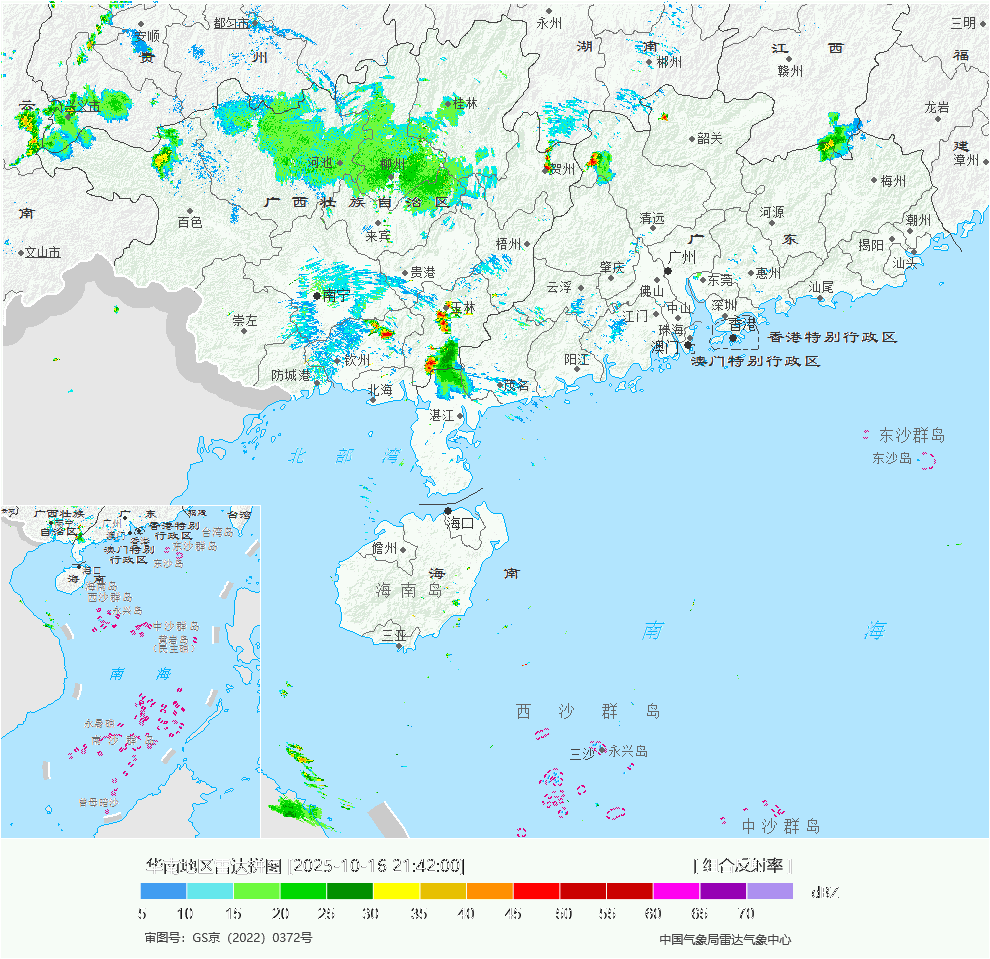 安顺
都匀市
永州
三明
贵 州
湖 南
江 西
福
郴州
赣州
云
兴义市
桂林
龙岩
韶关
建
河池
柳州
贺州
漳州
梅州
广 西 壮 族 自 治 区
南
百色
来宾
清远
河源
潮州
文山市
梧州
广 东
揭阳
汕头
贵港
肇庆
广州
惠州
南宁
云浮
佛山
东莞
汕尾
崇左
玉林
江门
中山
深圳
珠海
香港
香港特别行政区
钦州
阳江
澳门
澳门特别行政区
防城港
北海
茂名
湛江
东沙群岛
北 部 湾
东沙岛
海口
儋州
海 南
海 南 岛
三亚
南 海
西 沙 群 岛
三沙
永兴岛
中沙群岛
广西壮族
自治区
广 东
台湾
广州
香港特别
行政区
台湾岛
澳门特别
行政区
东沙群岛
东沙岛
海口
海 南
海南岛
西沙群岛
永兴岛
中沙群岛
黄岩岛
(民主礁)
南 海
永暑礁
南沙群岛
曾母暗沙
华南地区雷达拼图 [2025-10-16 21:42:00]
[组合反射率]
dBZ
5 10 15 20 25 30 35 40 45 50 55 60 65 70
审图号：GS京（2022）0372号
中国气象局雷达气象中心